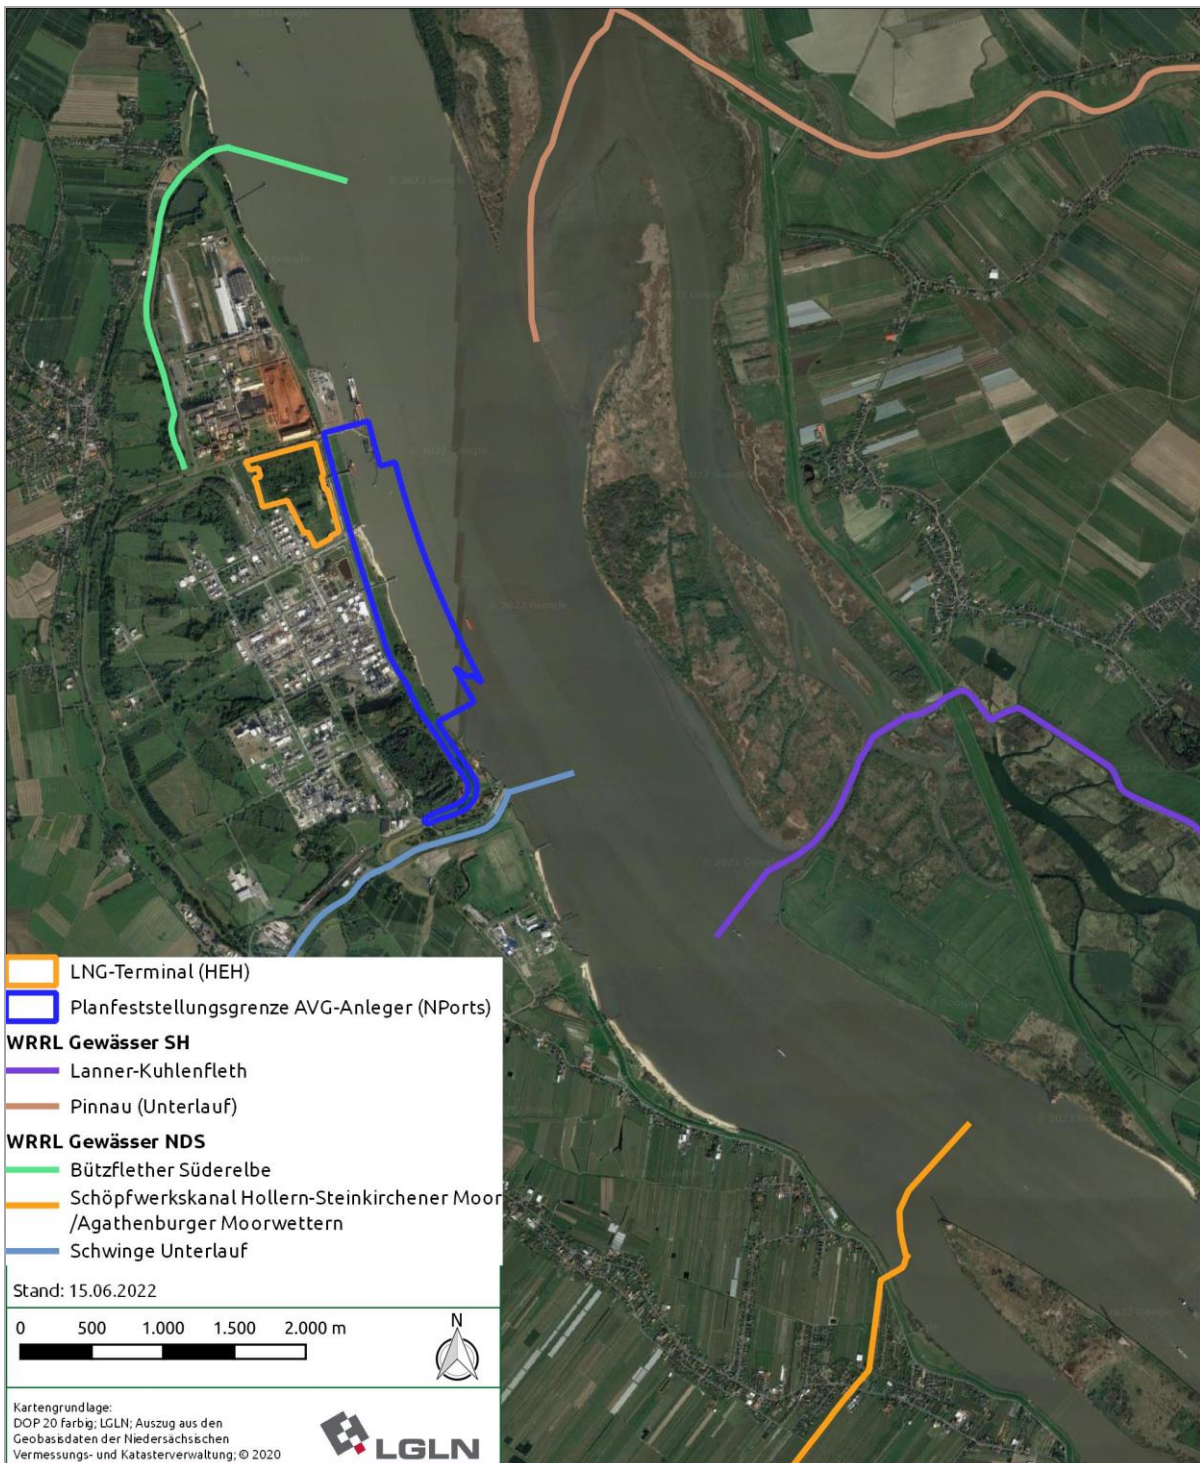 © 2022 Google
LNG-Terminal (HEH)
Planfeststellungsgrenze AVG-Anleger (NPorts)
WRRL Gewässer SH
Lanner-Kuhlenfleth
Pinnau (Unterlauf)
WRRL Gewässer NDS
Bützflether Süderelbe
Schöpfwerkskanal Hollern-Steinkirchener Moor
/Agathenburger Moorwettern
Schwinge Unterlauf
Stand: 15.06.2022
0 500 1.000 1.500 2.000 m
N
Kartengrundlage:
DOP 20 farbig; LGLN; Auszug aus den
Geobasisdaten der Niedersächsischen
Vermessungs- und Katasterverwaltung; © 2020
LGLN